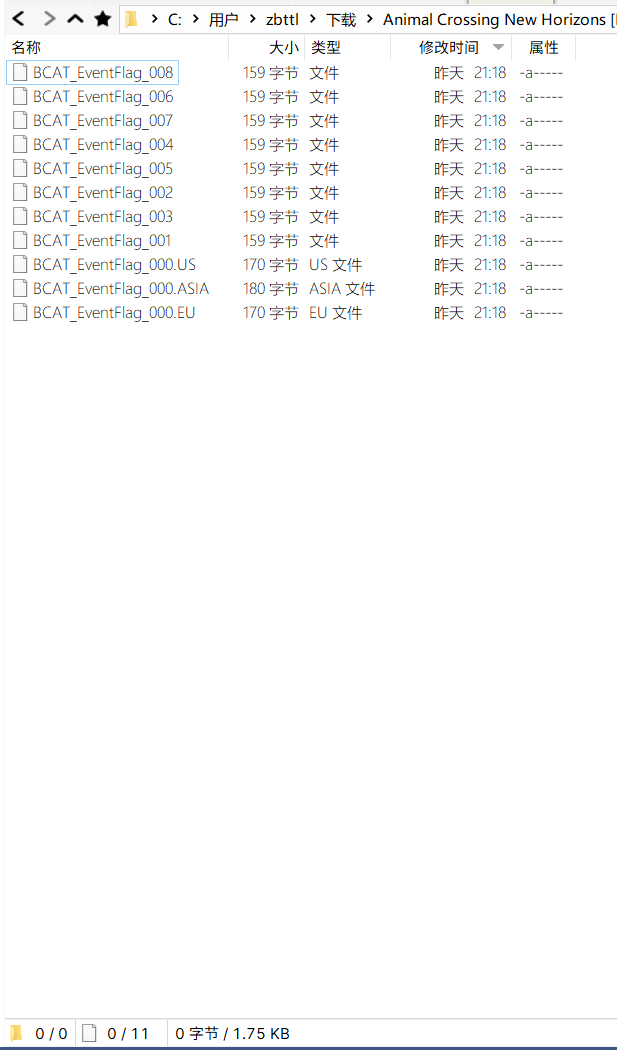 C: 用户 zbttl 下载 Animal Crossing New Horizons [
名称 大小 类型 修改时间 属性
BCAT_EventFlag_008 159 字节 文件 昨天 21:18 -a-----
BCAT_EventFlag_006 159 字节 文件 昨天 21:18 -a-----
BCAT_EventFlag_007 159 字节 文件 昨天 21:18 -a-----
BCAT_EventFlag_004 159 字节 文件 昨天 21:18 -a-----
BCAT_EventFlag_005 159 字节 文件 昨天 21:18 -a-----
BCAT_EventFlag_002 159 字节 文件 昨天 21:18 -a-----
BCAT_EventFlag_003 159 字节 文件 昨天 21:18 -a-----
BCAT_EventFlag_001 159 字节 文件 昨天 21:18 -a-----
BCAT_EventFlag_000.US 170 字节 US 文件 昨天 21:18 -a-----
BCAT_EventFlag_000.ASIA 180 字节 ASIA 文件 昨天 21:18 -a-----
BCAT_EventFlag_000.EU 170 字节 EU 文件 昨天 21:18 -a-----
0 / 0 0 / 11 0 字节 / 1.75 KB